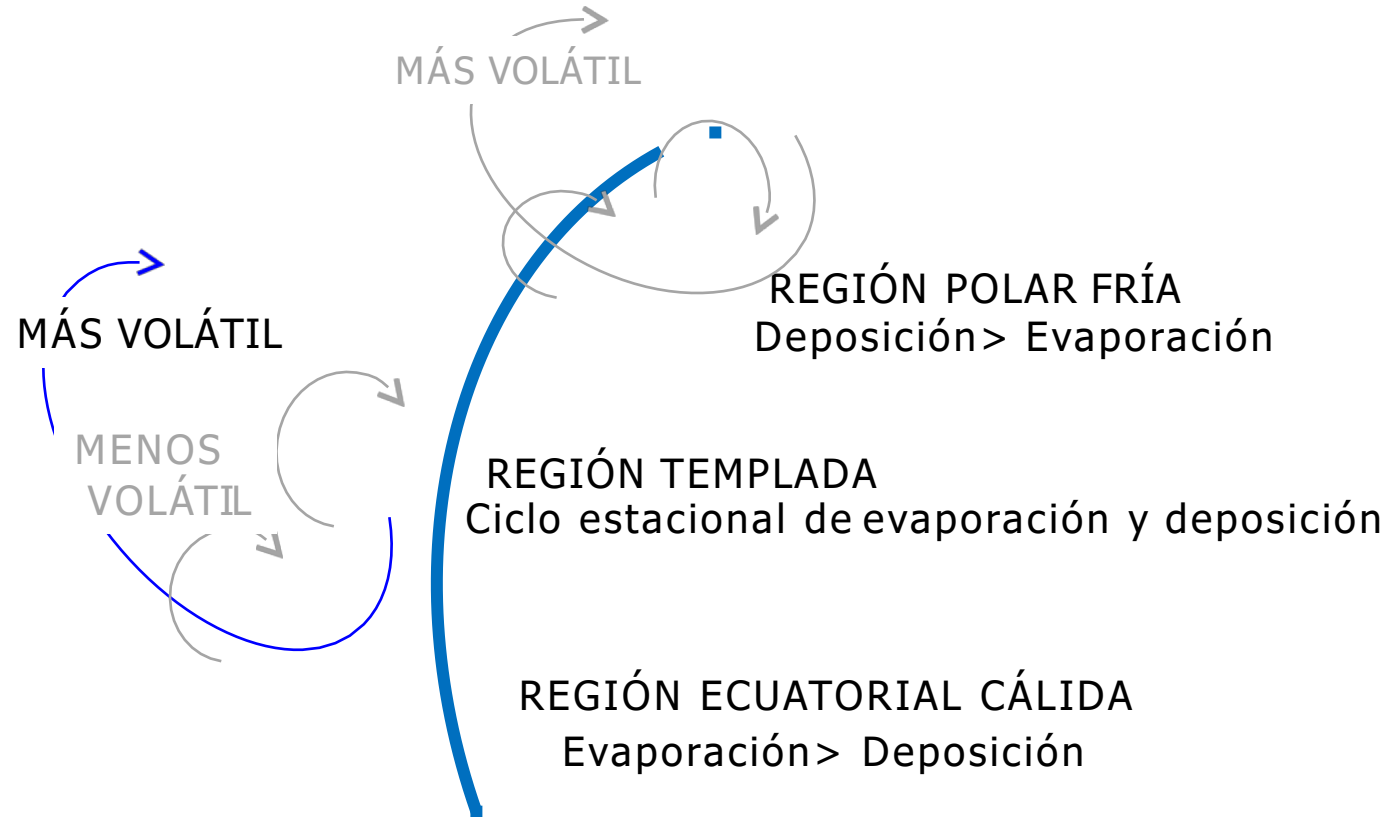 MÁS VOLÁTIL
REGIÓN POLAR FRÍA
Deposición> Evaporación
MÁS VOLÁTIL
MENOS
VOLÁTIL
REGIÓN TEMPLADA
Ciclo estacional de evaporación y deposición
REGIÓN ECUATORIAL CÁLIDA
Evaporación> Deposición